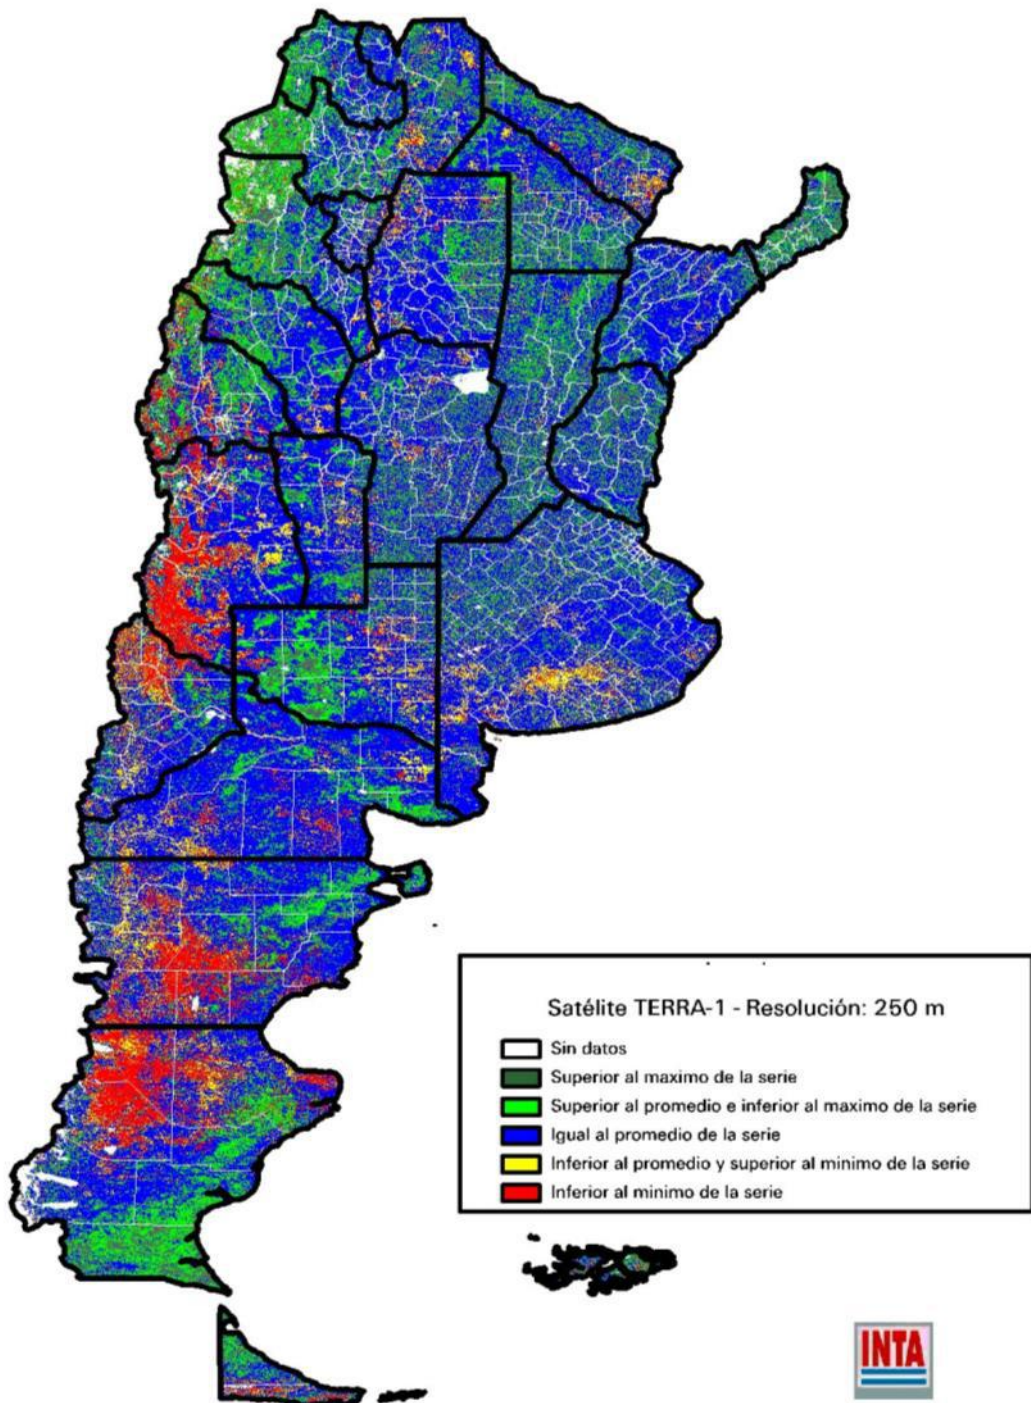 Satélite TERRA-1 - Resolución: 250 m
Sin datos
Superior al maximo de la serie
Superior al promedio e inferior al maximo de la serie
Igual al promedio de la serie
Inferior al promedio y superior al minimo de la serie
Inferior al minimo de la serie
INTA